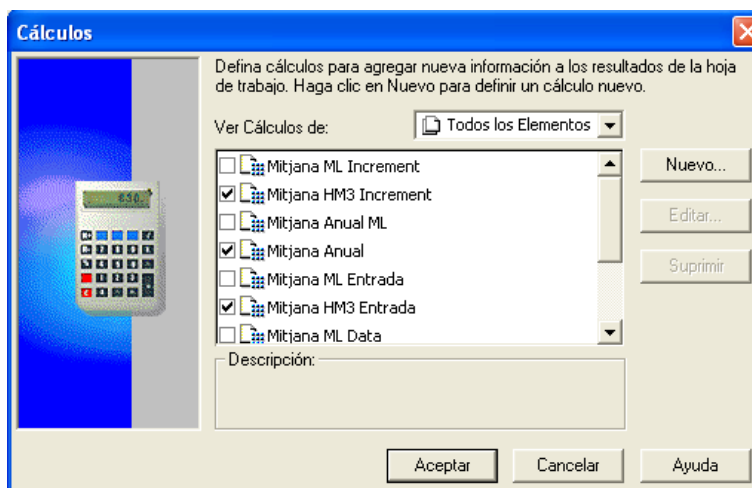 Cálculos
Defina cálculos para agregar nueva información a los resultados de la hoja
de trabajo. Haga clic en Nuevo para definir un cálculo nuevo.
Ver Cálculos de:
Todos los Elementos
Mitjana ML Increment
Mitjana HM3 Increment
Mitjana Anual ML
Mitjana Anual
Mitjana ML Entrada
Mitjana HM3 Entrada
Mitjana ML Data
Nuevo...
Editar...
Suprimir
Descripción:
Aceptar
Cancelar
Ayuda